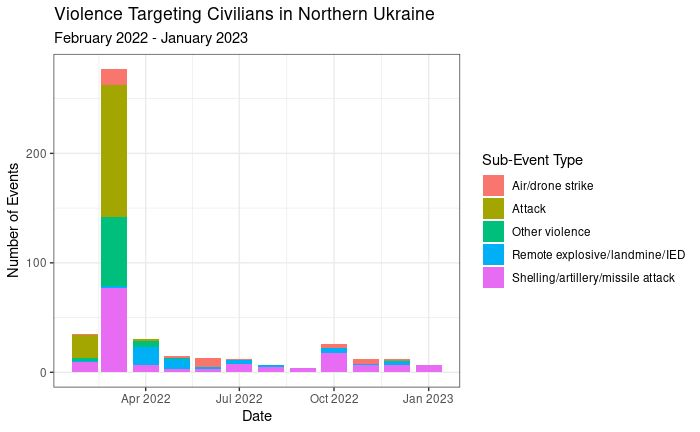 Violence Targeting Civilians in Northern Ukraine
February 2022 - January 2023
Number of Events
200
100
0
Apr 2022
Jul 2022
Oct 2022
Jan 2023
Date
Sub-Event Type
Air/drone strike
Attack
Other violence
Remote explosive/landmine/IED
Shelling/artillery/missile attack